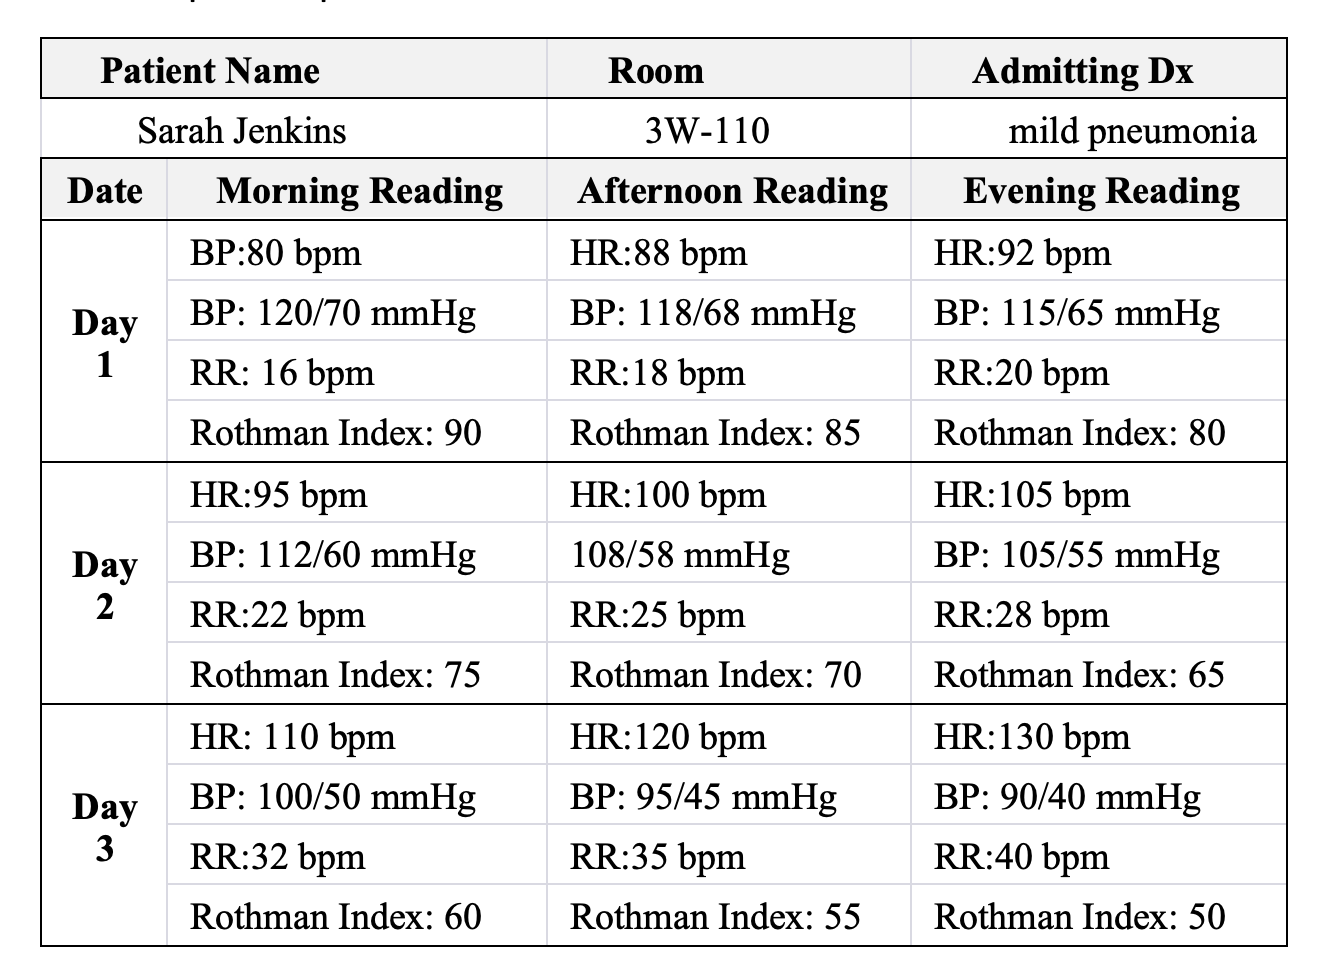 Patient Name Room Admitting Dx
Sarah Jenkins 3W-110 mild pneumonia
Date Morning Reading Afternoon Reading Evening Reading
Day 1
BP:80 bpm HR:88 bpm HR:92 bpm
BP: 120/70 mmHg BP: 118/68 mmHg BP: 115/65 mmHg
RR: 16 bpm RR:18 bpm RR:20 bpm
Rothman Index: 90 Rothman Index: 85 Rothman Index: 80
Day 2
HR:95 bpm HR:100 bpm HR:105 bpm
BP: 112/60 mmHg 108/58 mmHg BP: 105/55 mmHg
RR:22 bpm RR:25 bpm RR:28 bpm
Rothman Index: 75 Rothman Index: 70 Rothman Index: 65
Day 3
HR: 110 bpm HR:120 bpm HR:130 bpm
BP: 100/50 mmHg BP: 95/45 mmHg BP: 90/40 mmHg
RR:32 bpm RR:35 bpm RR:40 bpm
Rothman Index: 60 Rothman Index: 55 Rothman Index: 50